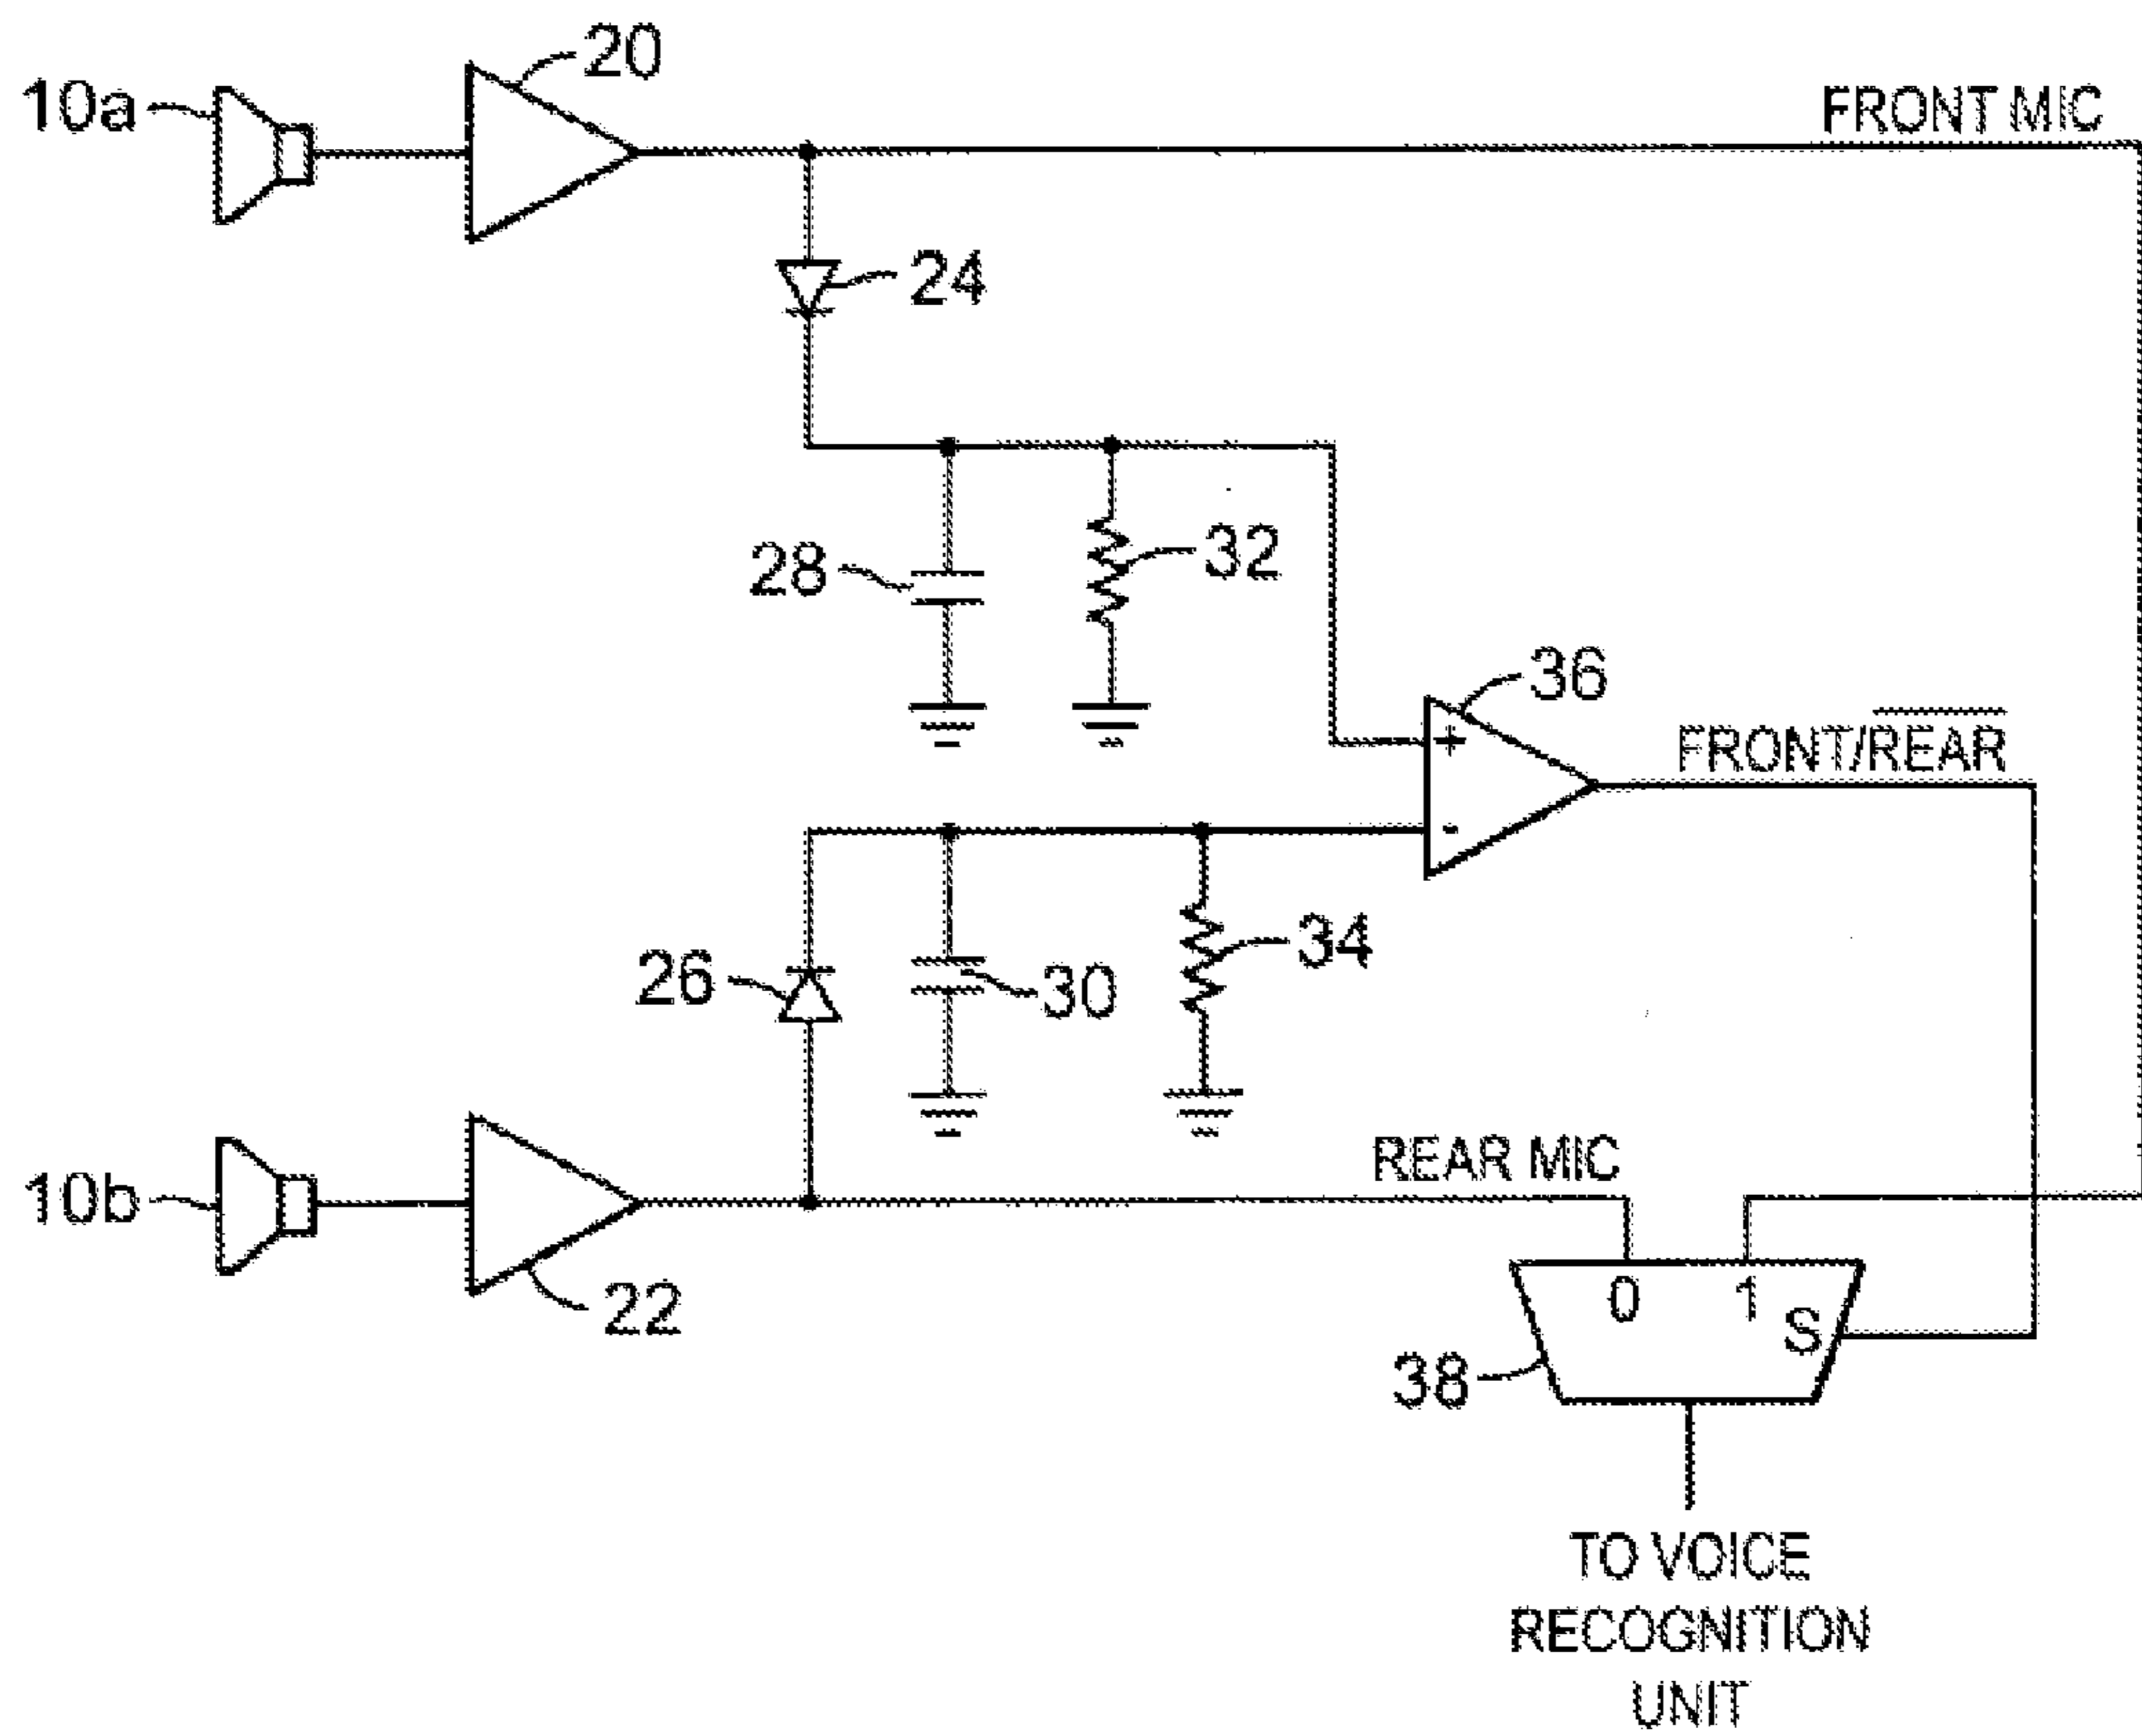 20
10a
FRONT MIC
24
28
32
36
+
FRONT/REAR
-
34
26
30
REAR MIC
10b
22
0 1
S
38
TO VOICE
RECOGNITION
UNIT